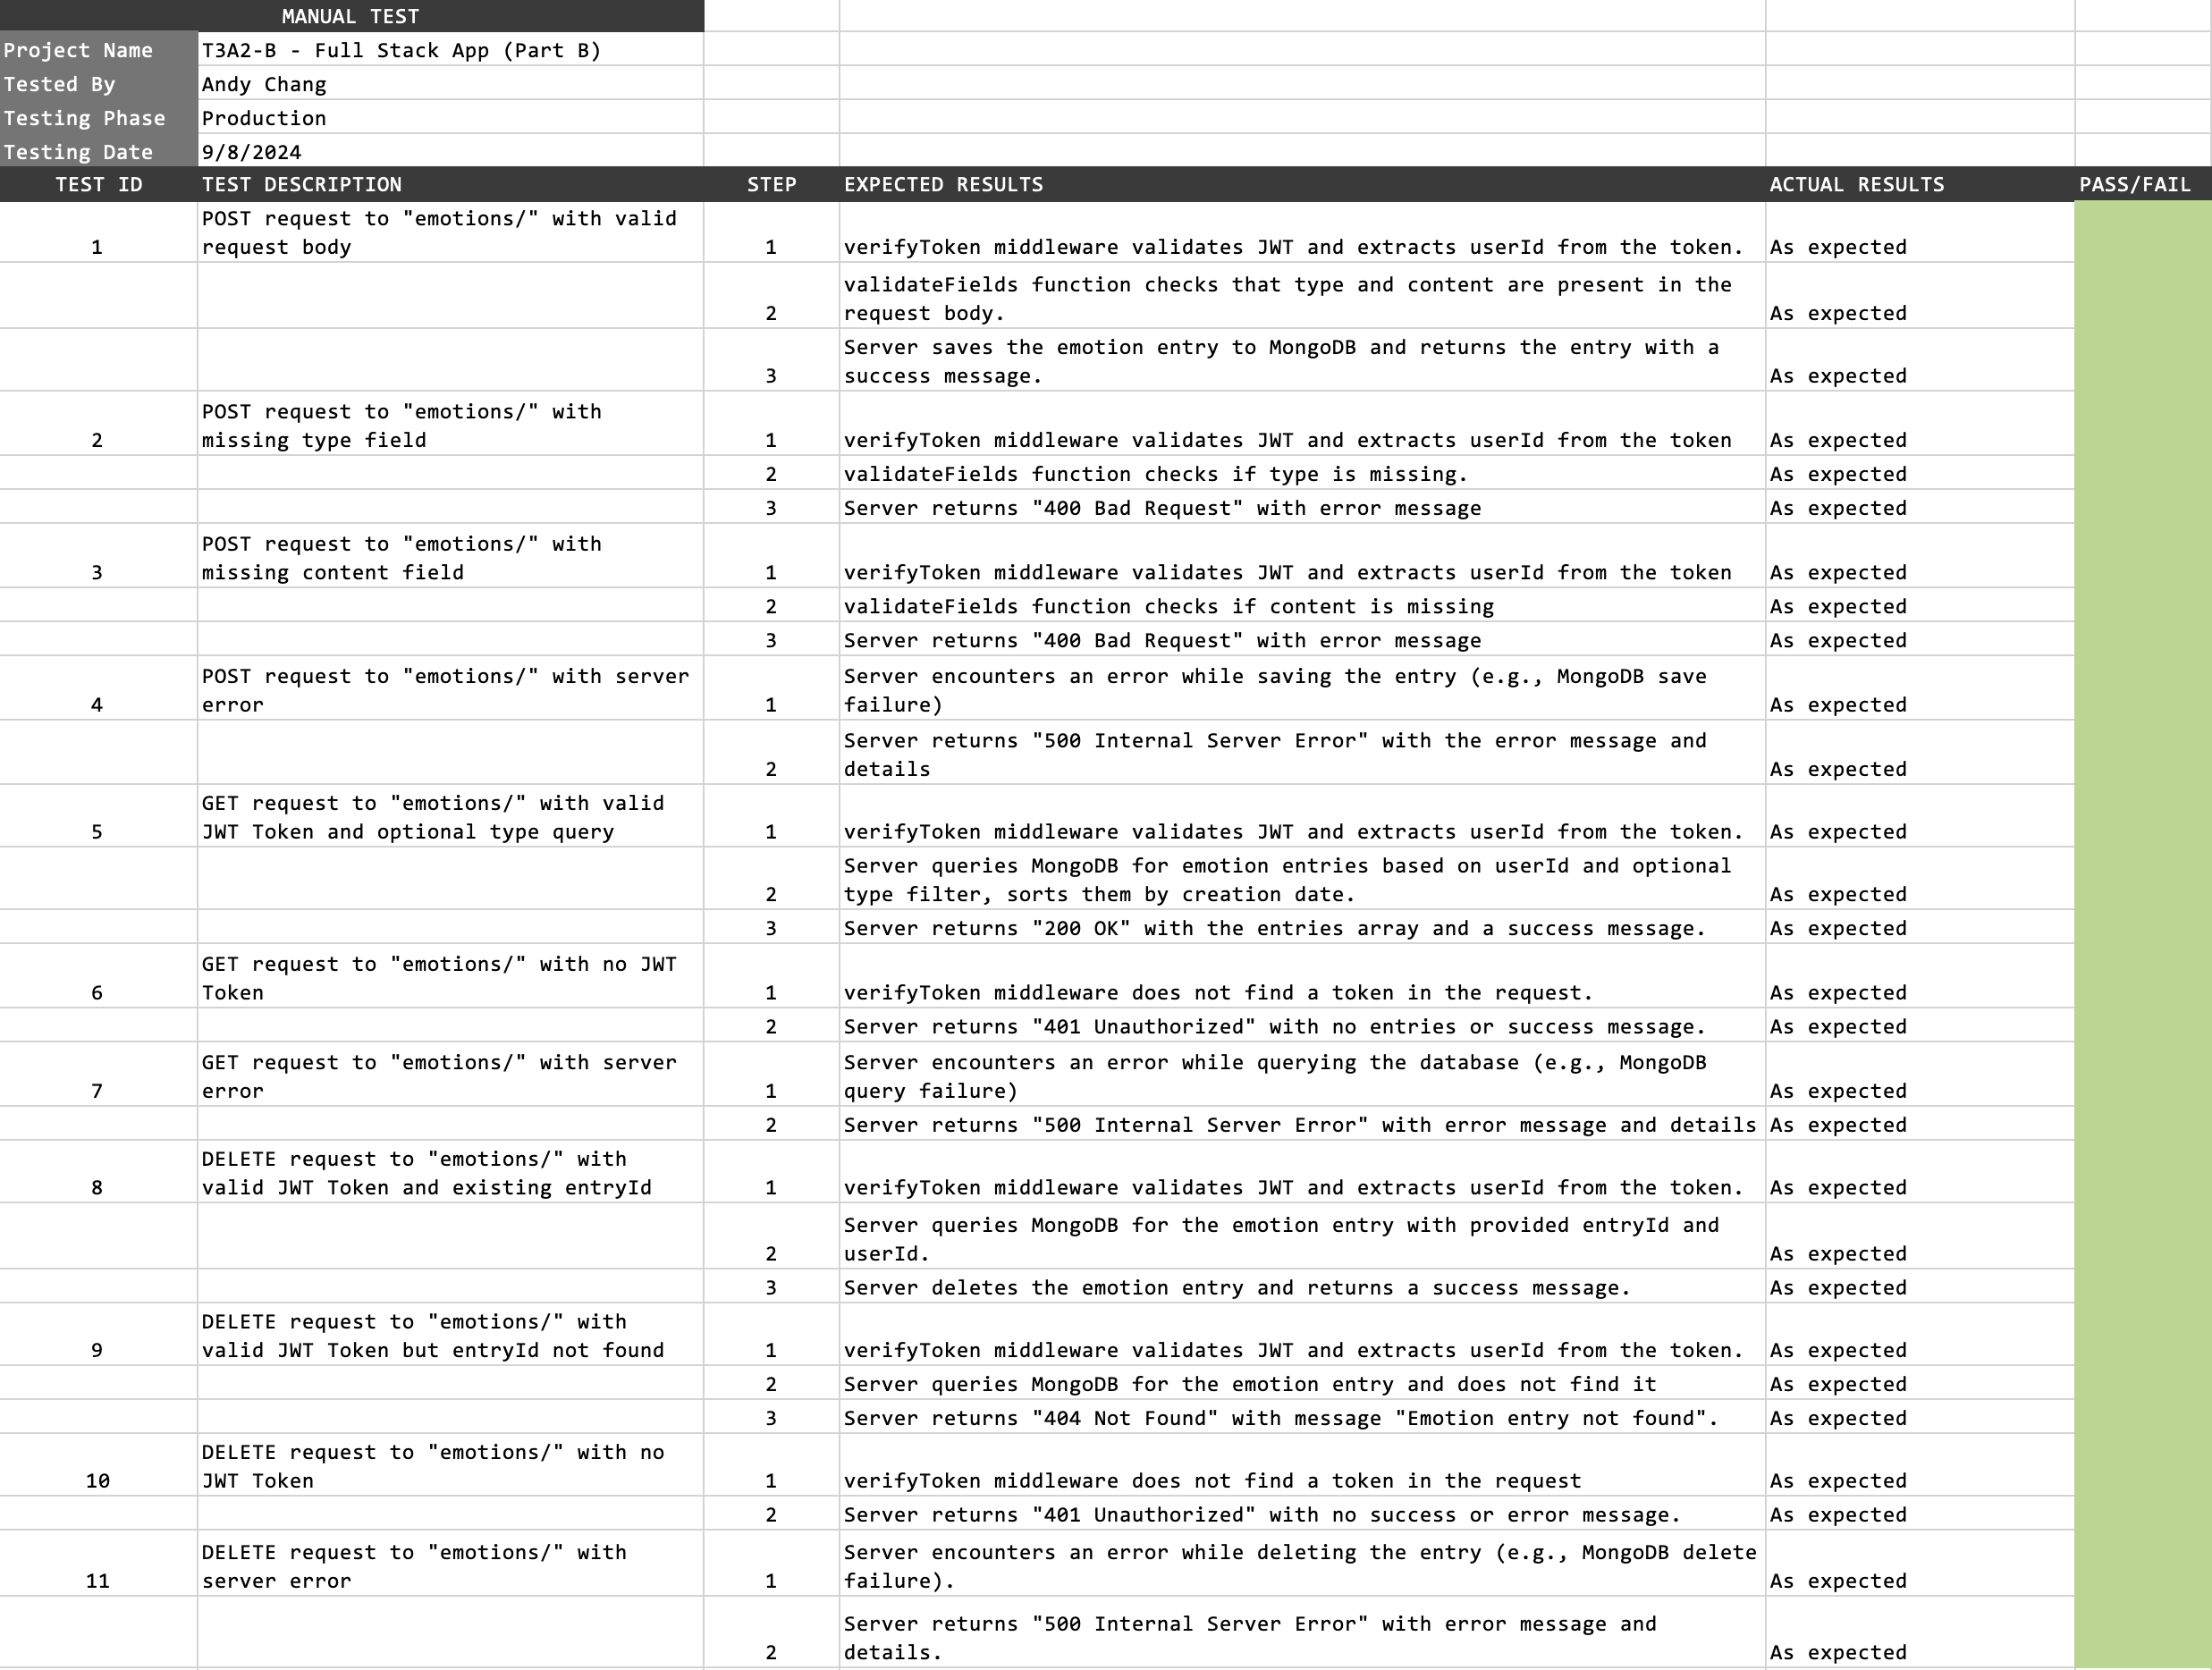 MANUAL TEST
Project Name T3A2-B - Full Stack App (Part B)
Tested By Andy Chang
Testing Phase Production
Testing Date 9/8/2024
TEST ID TEST DESCRIPTION STEP EXPECTED RESULTS ACTUAL RESULTS PASS/FAIL
POST request to "emotions/" with valid
1 request body 1 verifyToken middleware validates JWT and extracts userId from the token. As expected
validateFields function checks that type and content are present in the
2 request body. As expected
Server saves the emotion entry to MongoDB and returns the entry with a
3 success message. As expected
POST request to "emotions/" with
2 missing type field 1 verifyToken middleware validates JWT and extracts userId from the token As expected
2 validateFields function checks if type is missing. As expected
3 Server returns "400 Bad Request" with error message As expected
POST request to "emotions/" with
3 missing content field 1 verifyToken middleware validates JWT and extracts userId from the token As expected
2 validateFields function checks if content is missing As expected
3 Server returns "400 Bad Request" with error message As expected
POST request to "emotions/" with server Server encounters an error while saving the entry (e.g., MongoDB save
4 error 1 failure) As expected
Server returns "500 Internal Server Error" with the error message and
2 details As expected
GET request to "emotions/" with valid
5 JWT Token and optional type query 1 verifyToken middleware validates JWT and extracts userId from the token. As expected
Server queries MongoDB for emotion entries based on userId and optional
2 type filter, sorts them by creation date. As expected
3 Server returns "200 OK" with the entries array and a success message. As expected
GET request to "emotions/" with no JWT
6 Token 1 verifyToken middleware does not find a token in the request. As expected
2 Server returns "401 Unauthorized" with no entries or success message. As expected
GET request to "emotions/" with server Server encounters an error while querying the database (e.g., MongoDB
7 error 1 query failure) As expected
2 Server returns "500 Internal Server Error" with error message and details As expected
DELETE request to "emotions/" with
8 valid JWT Token and existing entryId 1 verifyToken middleware validates JWT and extracts userId from the token. As expected
Server queries MongoDB for the emotion entry with provided entryId and
2 userId. As expected
3 Server deletes the emotion entry and returns a success message. As expected
DELETE request to "emotions/" with
9 valid JWT Token but entryId not found 1 verifyToken middleware validates JWT and extracts userId from the token. As expected
2 Server queries MongoDB for the emotion entry and does not find it As expected
3 Server returns "404 Not Found" with message "Emotion entry not found". As expected
DELETE request to "emotions/" with no
10 JWT Token 1 verifyToken middleware does not find a token in the request As expected
2 Server returns "401 Unauthorized" with no success or error message. As expected
DELETE request to "emotions/" with Server encounters an error while deleting the entry (e.g., MongoDB delete
11 server error 1 failure). As expected
Server returns "500 Internal Server Error" with error message and
2 details. As expected